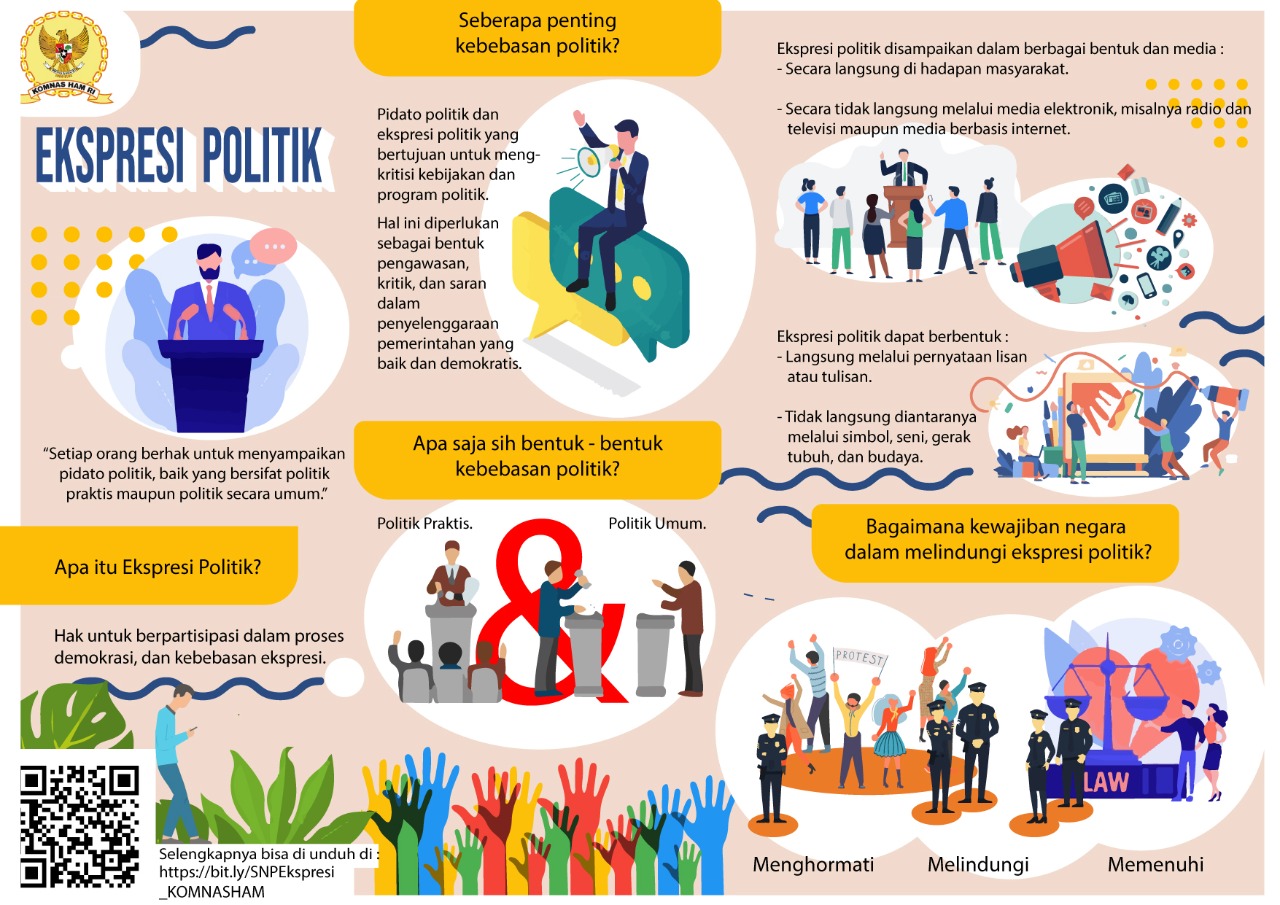 KOMNAS HAM RI
EKSPRESI POLITIK
“Setiap orang berhak untuk menyampaikan
pidato politik, baik yang bersifat politik
praktis maupun politik secara umum.”
Apa itu Ekspresi Politik?
Hak untuk berpartisipasi dalam proses
demokrasi, dan kebebasan ekspresi.
Selengkapnya bisa di unduh di :
https://bit.ly/SNPEkspresi
_KOMNASHAM
Seberapa penting
kebebasan politik?
Pidato politik dan
ekspresi politik yang
bertujuan untuk meng-
kritisi kebijakan dan
program politik.
Hal ini diperlukan
sebagai bentuk
pengawasan,
kritik, dan saran
dalam
penyelenggaraan
pemerintahan yang
baik dan demokratis.
Apa saja sih bentuk - bentuk
kebebasan politik?
Politik Praktis.
&
Politik Umum.
Ekspresi politik disampaikan dalam berbagai bentuk dan media :
- Secara langsung di hadapan masyarakat.
- Secara tidak langsung melalui media elektronik, misalnya radio dan
televisi maupun media berbasis internet.
Ekspresi politik dapat berbentuk :
- Langsung melalui pernyataan lisan
atau tulisan.
- Tidak langsung diantaranya
melalui simbol, seni, gerak
tubuh, dan budaya.
Bagaimana kewajiban negara
dalam melindungi ekspresi politik?
PROTEST
LAW
Menghormati
Melindungi
Memenuhi